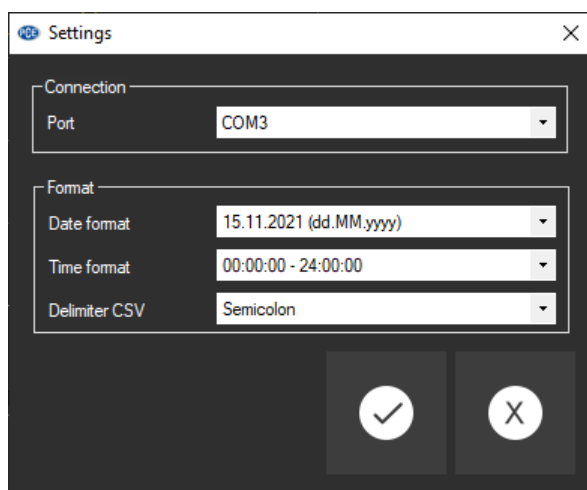 PCE Settings
Connection
Port COM3
Format
Date format 15.11.2021 (dd.MM.yyyy)
Time format 00:00:00 - 24:00:00
Delimiter CSV Semicolon
X